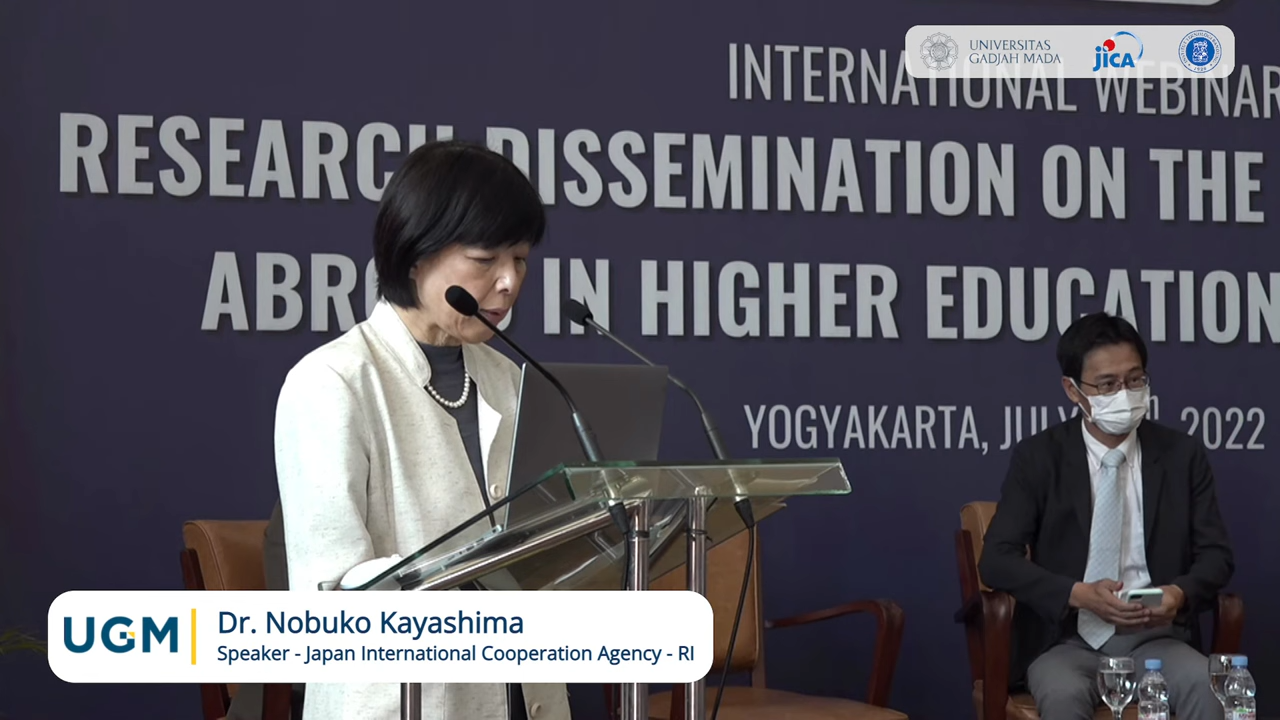 UNIVERSITAS
GADJAH MADA
JICA
INTERNATIONAL WEBINAR
RESEARCH DISSEMINATION ON THE
ABROAD IN HIGHER EDUCATION
YOGYAKARTA, JULY 2022
UGM
Dr. Nobuko Kayashima
Speaker - Japan International Cooperation Agency - RI